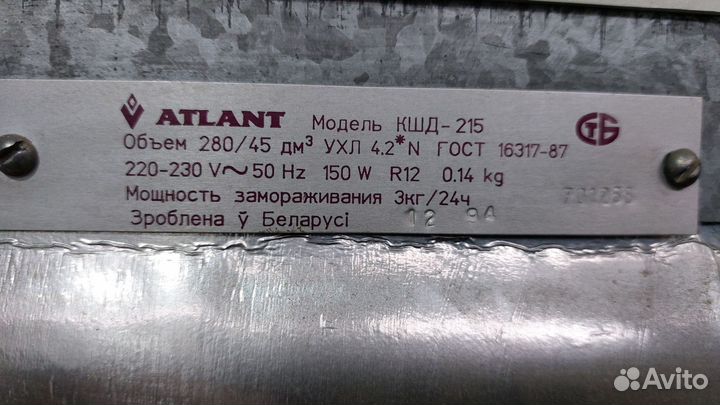 ATLANT Модель КШД-215
Объем 280/45 дм³ УХЛ 4.2*N ГОСТ 16317-87
220-230 V~50 Hz 150 W R12 0.14 kg
Мощность замораживания 3кг/24ч
Зроблена ў Беларусі 12 94
Avito